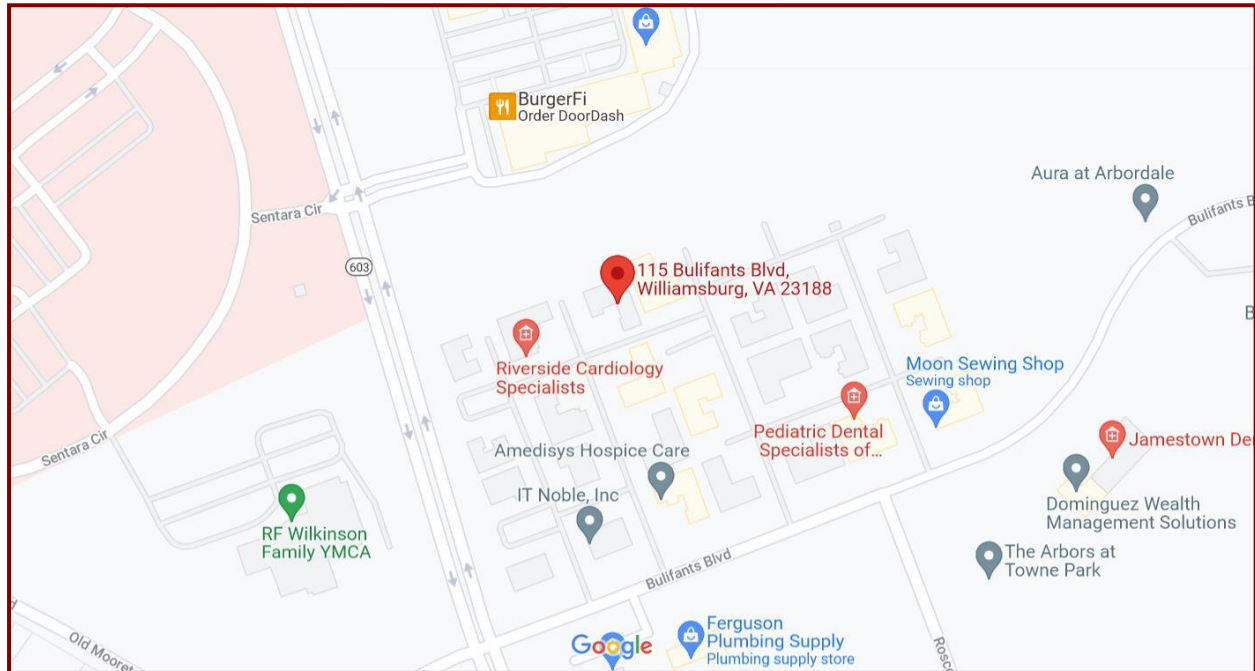 BurgerFi
Order DoorDash
Aura at Arbordale
Sentara Cir
Bulifants B
603
115 Bulifants Blvd,
Williamsburg, VA 23188
B
Riverside Cardiology
Specialists
Moon Sewing Shop
Sewing shop
Pediatric Dental
Specialists of...
Sentara Cir
Amedisys Hospice Care
Jamestown De
IT Noble, Inc
Dominguez Wealth
Management Solutions
RF Wilkinson
Family YMCA
The Arbors at
Towne Park
Bulifants Blvd
Old Mooret
Google
Ferguson
Plumbing Supply
Plumbing supply store
Rosc